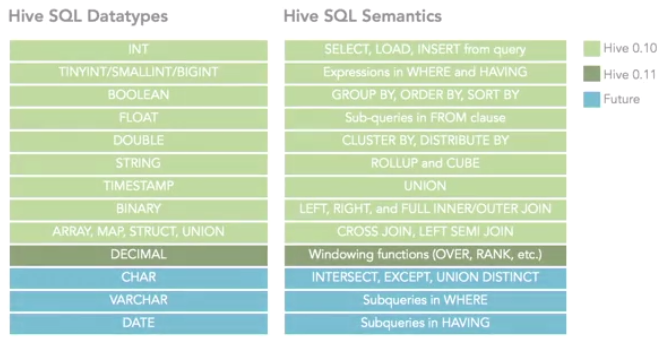 Hive SQL Datatypes
INT
TINYINT/SMALLINT/BIGINT
BOOLEAN
FLOAT
DOUBLE
STRING
TIMESTAMP
BINARY
ARRAY, MAP, STRUCT, UNION
DECIMAL
CHAR
VARCHAR
DATE
Hive SQL Semantics
SELECT, LOAD, INSERT from query
Expressions in WHERE and HAVING
GROUP BY, ORDER BY, SORT BY
Sub-queries in FROM clause
CLUSTER BY, DISTRIBUTE BY
ROLLUP and CUBE
UNION
LEFT, RIGHT, and FULL INNER/OUTER JOIN
CROSS JOIN, LEFT SEMI JOIN
Windowing functions (OVER, RANK, etc.)
INTERSECT, EXCEPT, UNION DISTINCT
Subqueries in WHERE
Subqueries in HAVING
Hive 0.10
Hive 0.11
Future